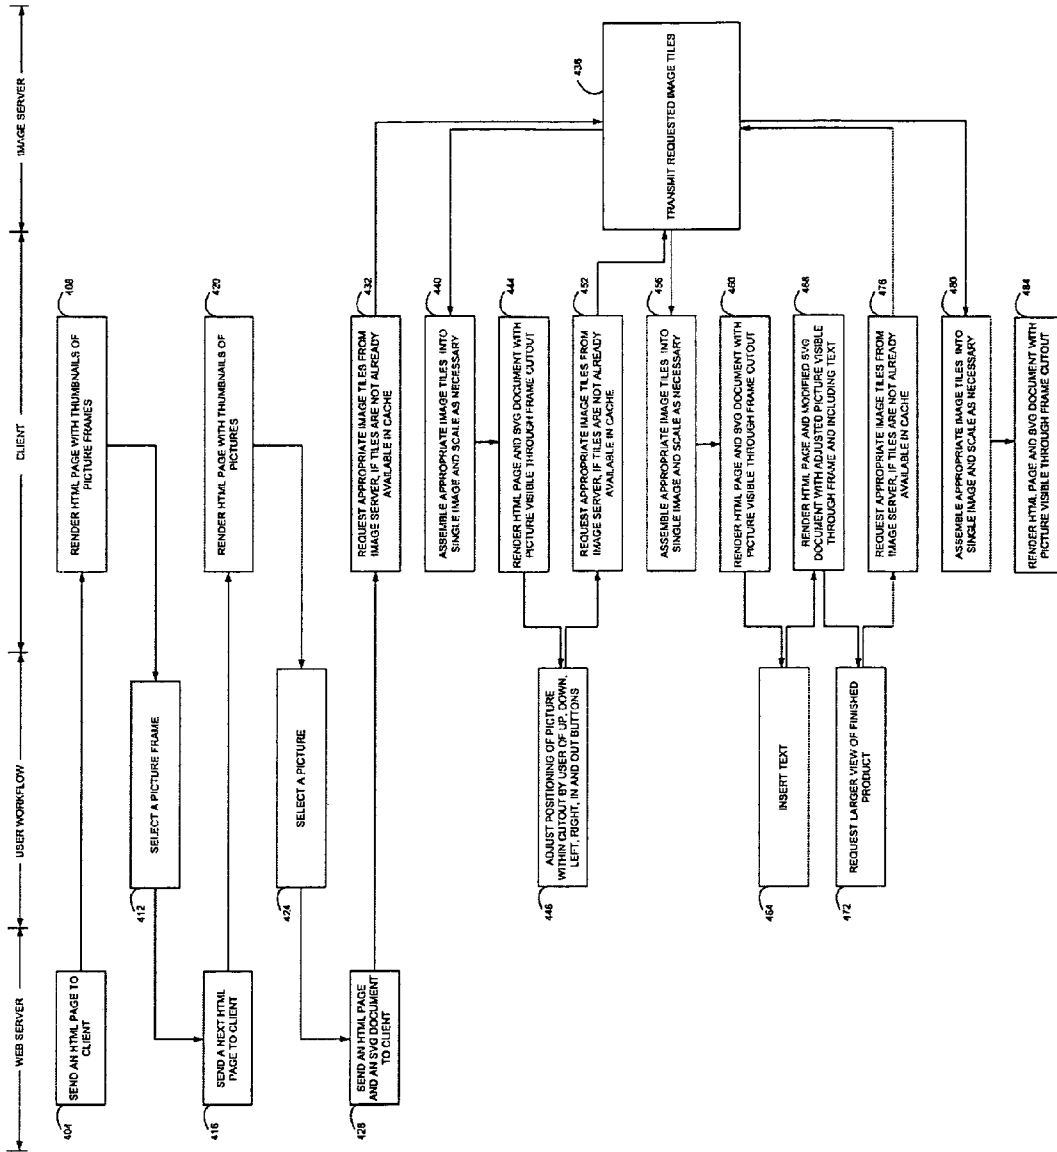 WEB SERVER
USER WORKFLOW
CLIENT
IMAGE SERVER
404
SEND AN HTML PAGE TO
CLIENT
408
RENDER HTML PAGE WITH THUMBNAILS OF
PICTURE FRAMES
412
SELECT A PICTURE FRAME
416
SEND A NEXT HTML
PAGE TO CLIENT
420
RENDER HTML PAGE WITH THUMBNAILS OF
PICTURES
424
SELECT A PICTURE
428
SEND AN HTML PAGE
AND AN SVG DOCUMENT
TO CLIENT
432
REQUEST APPROPRIATE IMAGE TILES FROM
IMAGE SERVER, IF TILES ARE NOT ALREADY
AVAILABLE IN CACHE
436
TRANSMIT REQUESTED IMAGE TILES
440
ASSEMBLE APPROPRIATE IMAGE TILES INTO
SINGLE IMAGE AND SCALE AS NECESSARY
444
RENDER HTML PAGE AND SVG DOCUMENT WITH
PICTURE VISIBLE THROUGH FRAME CUTOUT
448
ADJUST POSITIONING OF PICTURE
WITHIN CUTOUT BY USER OF UP, DOWN,
LEFT, RIGHT, IN AND OUT BUTTONS
452
REQUEST APPROPRIATE IMAGE TILES FROM
IMAGE SERVER, IF TILES ARE NOT ALREADY
AVAILABLE IN CACHE
456
ASSEMBLE APPROPRIATE IMAGE TILES INTO
SINGLE IMAGE AND SCALE AS NECESSARY
460
RENDER HTML PAGE AND SVG DOCUMENT WITH
PICTURE VISIBLE THROUGH FRAME CUTOUT
464
INSERT TEXT
468
RENDER HTML PAGE AND MODIFIED SVG
DOCUMENT WITH ADJUSTED PICTURE VISIBLE
THROUGH FRAME AND INCLUDING TEXT
472
REQUEST LARGER VIEW OF FINISHED
PRODUCT
476
REQUEST APPROPRIATE IMAGE TILES FROM
IMAGE SERVER, IF TILES ARE NOT ALREADY
AVAILABLE IN CACHE
480
ASSEMBLE APPROPRIATE IMAGE TILES INTO
SINGLE IMAGE AND SCALE AS NECESSARY
484
RENDER HTML PAGE AND SVG DOCUMENT WITH
PICTURE VISIBLE THROUGH FRAME CUTOUT